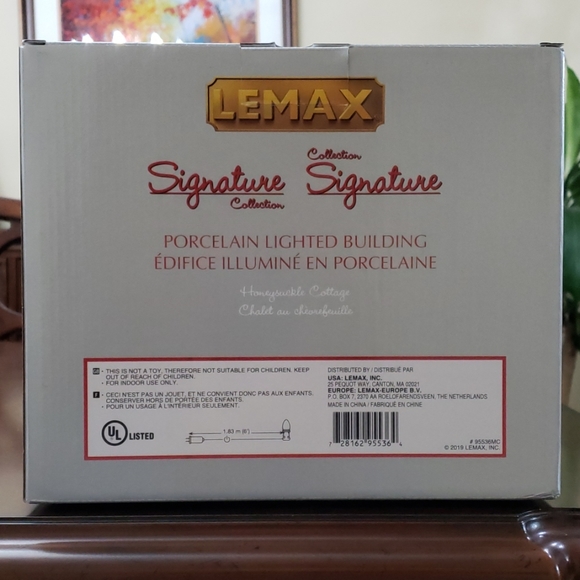 LEMAX
Signature
Collection
Collection
Signature
PORCELAIN LIGHTED BUILDING
ÉDIFICE ILLUMINÉ EN PORCELAINE
Honeysuckle Cottage
Chalet au chèvrefeuille
- THIS IS NOT A TOY, THEREFORE NOT SUITABLE FOR CHILDREN. KEEP
OUT OF REACH OF CHILDREN.
- FOR INDOOR USE ONLY.
F - CECI N'EST PAS UN JOUET, ET NE CONVIENT DONC PAS AUX ENFANTS.
CONSERVER HORS DE PORTÉE DES ENFANTS.
- POUR UN USAGE À L'INTÉRIEUR SEULEMENT.
UL LISTED
1,83 m (6')
DISTRIBUTED BY / DISTRIBUÉ PAR
USA: LEMAX, INC.
25 PEQUOT WAY, CANTON, MA 02021
EUROPE: LEMAX-EUROPE B.V.
P.O. BOX 7, 2370 AA ROELOFARENDSVEEN, THE NETHERLANDS
MADE IN CHINA / FABRIQUÉ EN CHINE
7 28162 95536 4
# 95536MC
© 2019 LEMAX, INC.